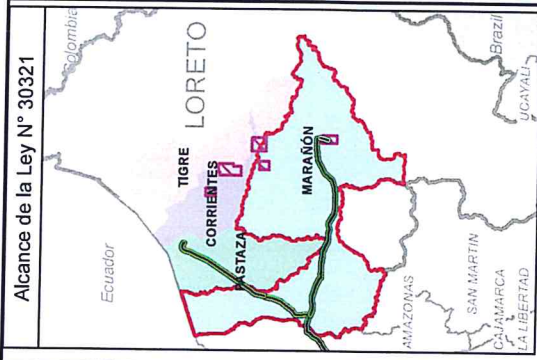 Alcance de la Ley N° 30321
Colombia
Ecuador
LORETO
TIGRE
CORRIENTES
PASTAZA
MARAÑÓN
Brazil
AMAZONAS
SAN MARTIN
CAJAMARCA
LA LIBERTAD
UCAYALI